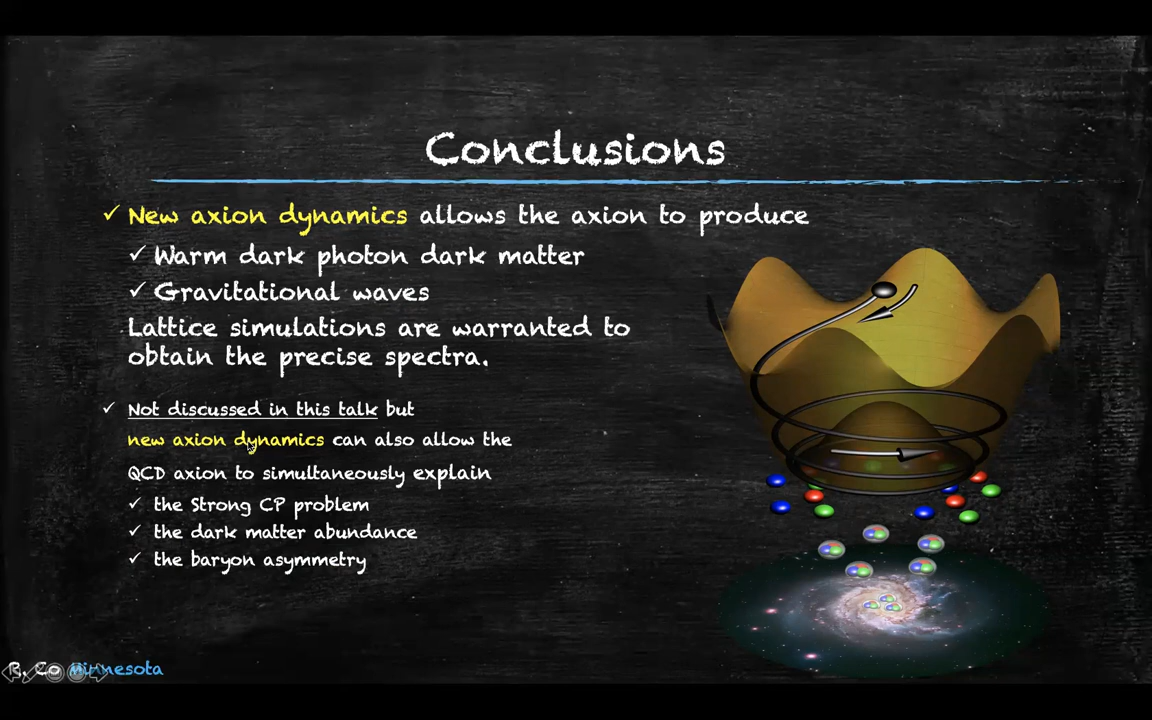 Conclusions
✓ New axion dynamics allows the axion to produce
✓ Warm dark photon dark matter
✓ Gravitational waves
Lattice simulations are warranted to
obtain the precise spectra.
✓ Not discussed in this talk but
new axion dynamics can also allow the
QCD axion to simultaneously explain
✓ the Strong CP problem
✓ the dark matter abundance
✓ the baryon asymmetry
R. Co Minnesota